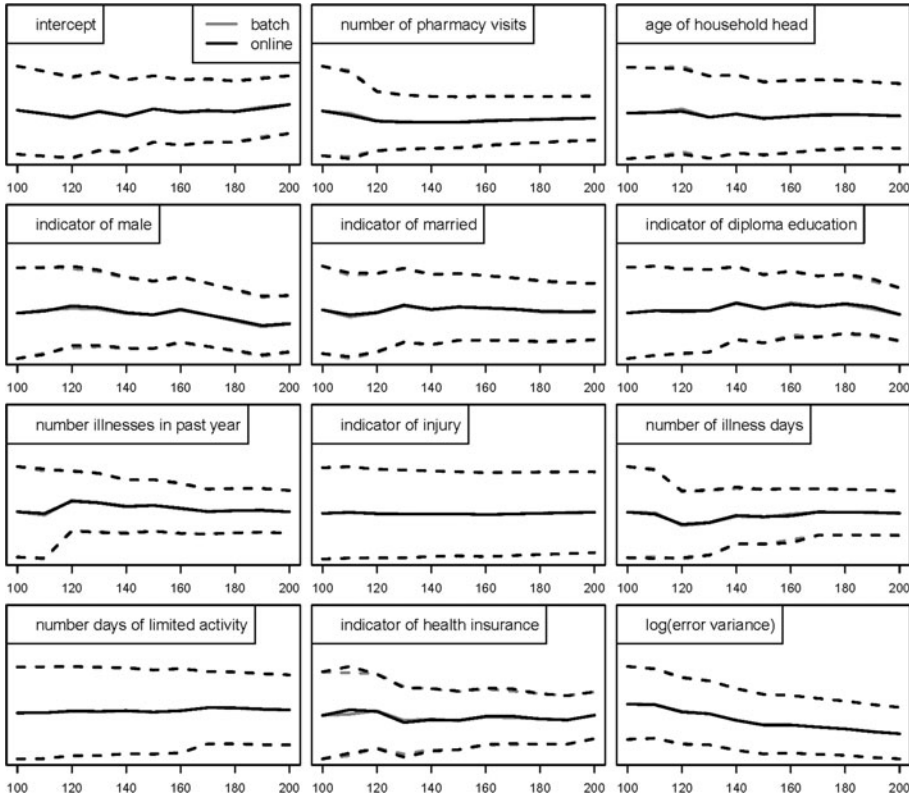 intercept
batch
online
number of pharmacy visits
age of household head
100 120 140 160 180 200
100 120 140 160 180 200
100 120 140 160 180 200
indicator of male
indicator of married
indicator of diploma education
100 120 140 160 180 200
100 120 140 160 180 200
100 120 140 160 180 200
number illnesses in past year
indicator of injury
number of illness days
100 120 140 160 180 200
100 120 140 160 180 200
100 120 140 160 180 200
number days of limited activity
indicator of health insurance
log(error variance)
100 120 140 160 180 200
100 120 140 160 180 200
100 120 140 160 180 200